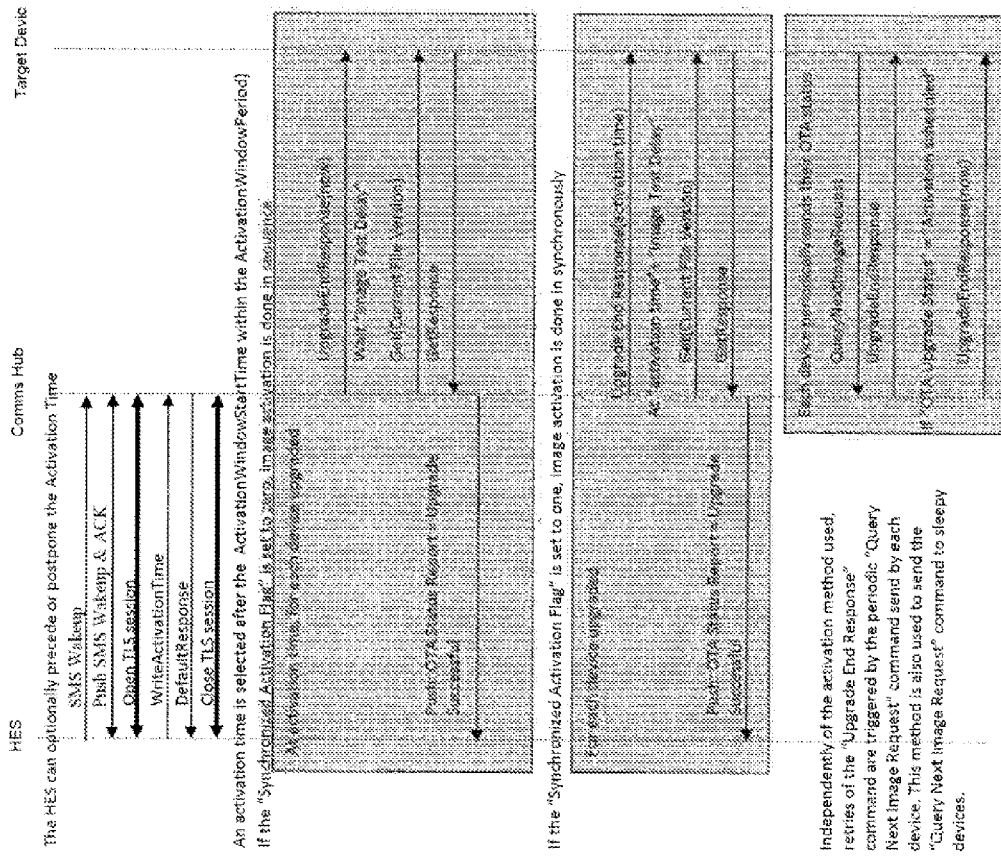 HES
Comms Hub
Target Devic
The HES can optionally precede or postpone the Activation Time
SMS Wakeup
Push SMS Wakeup & ACK
Open TLS session
WriteActivationTime
DefaultResponse
Close TLS session
An activation time is selected after the ActivationWindowStartTime within the ActivationWindowPeriod)
If the "Synchronized Activation Flag" is set to zero, image activation is done in sequence
At activation time, for each device upgraded
UpgradeEndResponse(now)
Wait "Image Test Delay"
GetCurrentFile Version)
GetResponse
Push: OTA Status Report = Upgrade
Successful
If the "Synchronized Activation Flag" is set to one, image activation is done in synchronously
For each device upgraded
Upgrade End Response(activation time)
At "activation time"+ "Image Test Delay"
Get(Current File Version)
GetResponse
Push: OTA Status Report = Upgrade
Successful
Independently of the activation method used,
retries of the "Upgrade End Response"
command are triggered by the periodic "Query
Next Image Request" command send by each
device. This method is also used to send the
"Query Next Image Request" command to sleepy
devices.
Each device periodically sends their OTA status
QueryNextImageRequest
UpgradeEndResponse
If "OTA Upgrade Status" = "Activation scheduled"
UpgradeEndResponse(now)